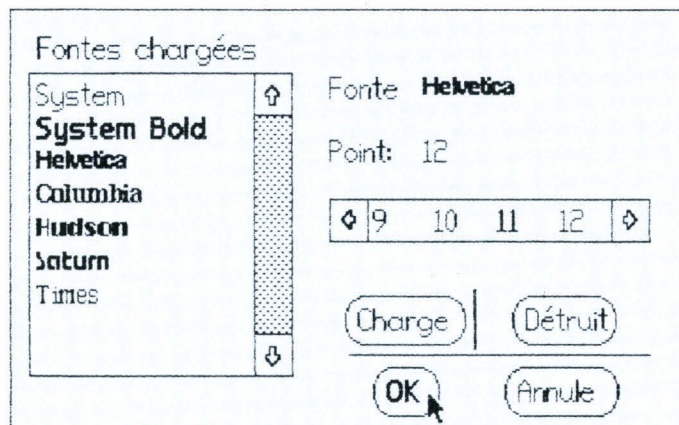 Fontes chargées
System
System Bold
Helvetica
Columbia
Hudson
Saturn
Times
Fonte Helvetica
Point: 12
9 10 11 12
Charge Détruit
OK Annule